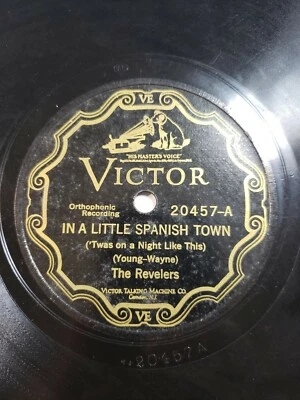 VE
"HIS MASTER'S VOICE"
VICTOR
Orthophonic
Recording
20457-A
IN A LITTLE SPANISH TOWN
('Twas on a Night Like This)
(Young-Wayne)
The Revelers
VICTOR TALKING MACHINE CO.
Camden, N.J.
VE
20457A